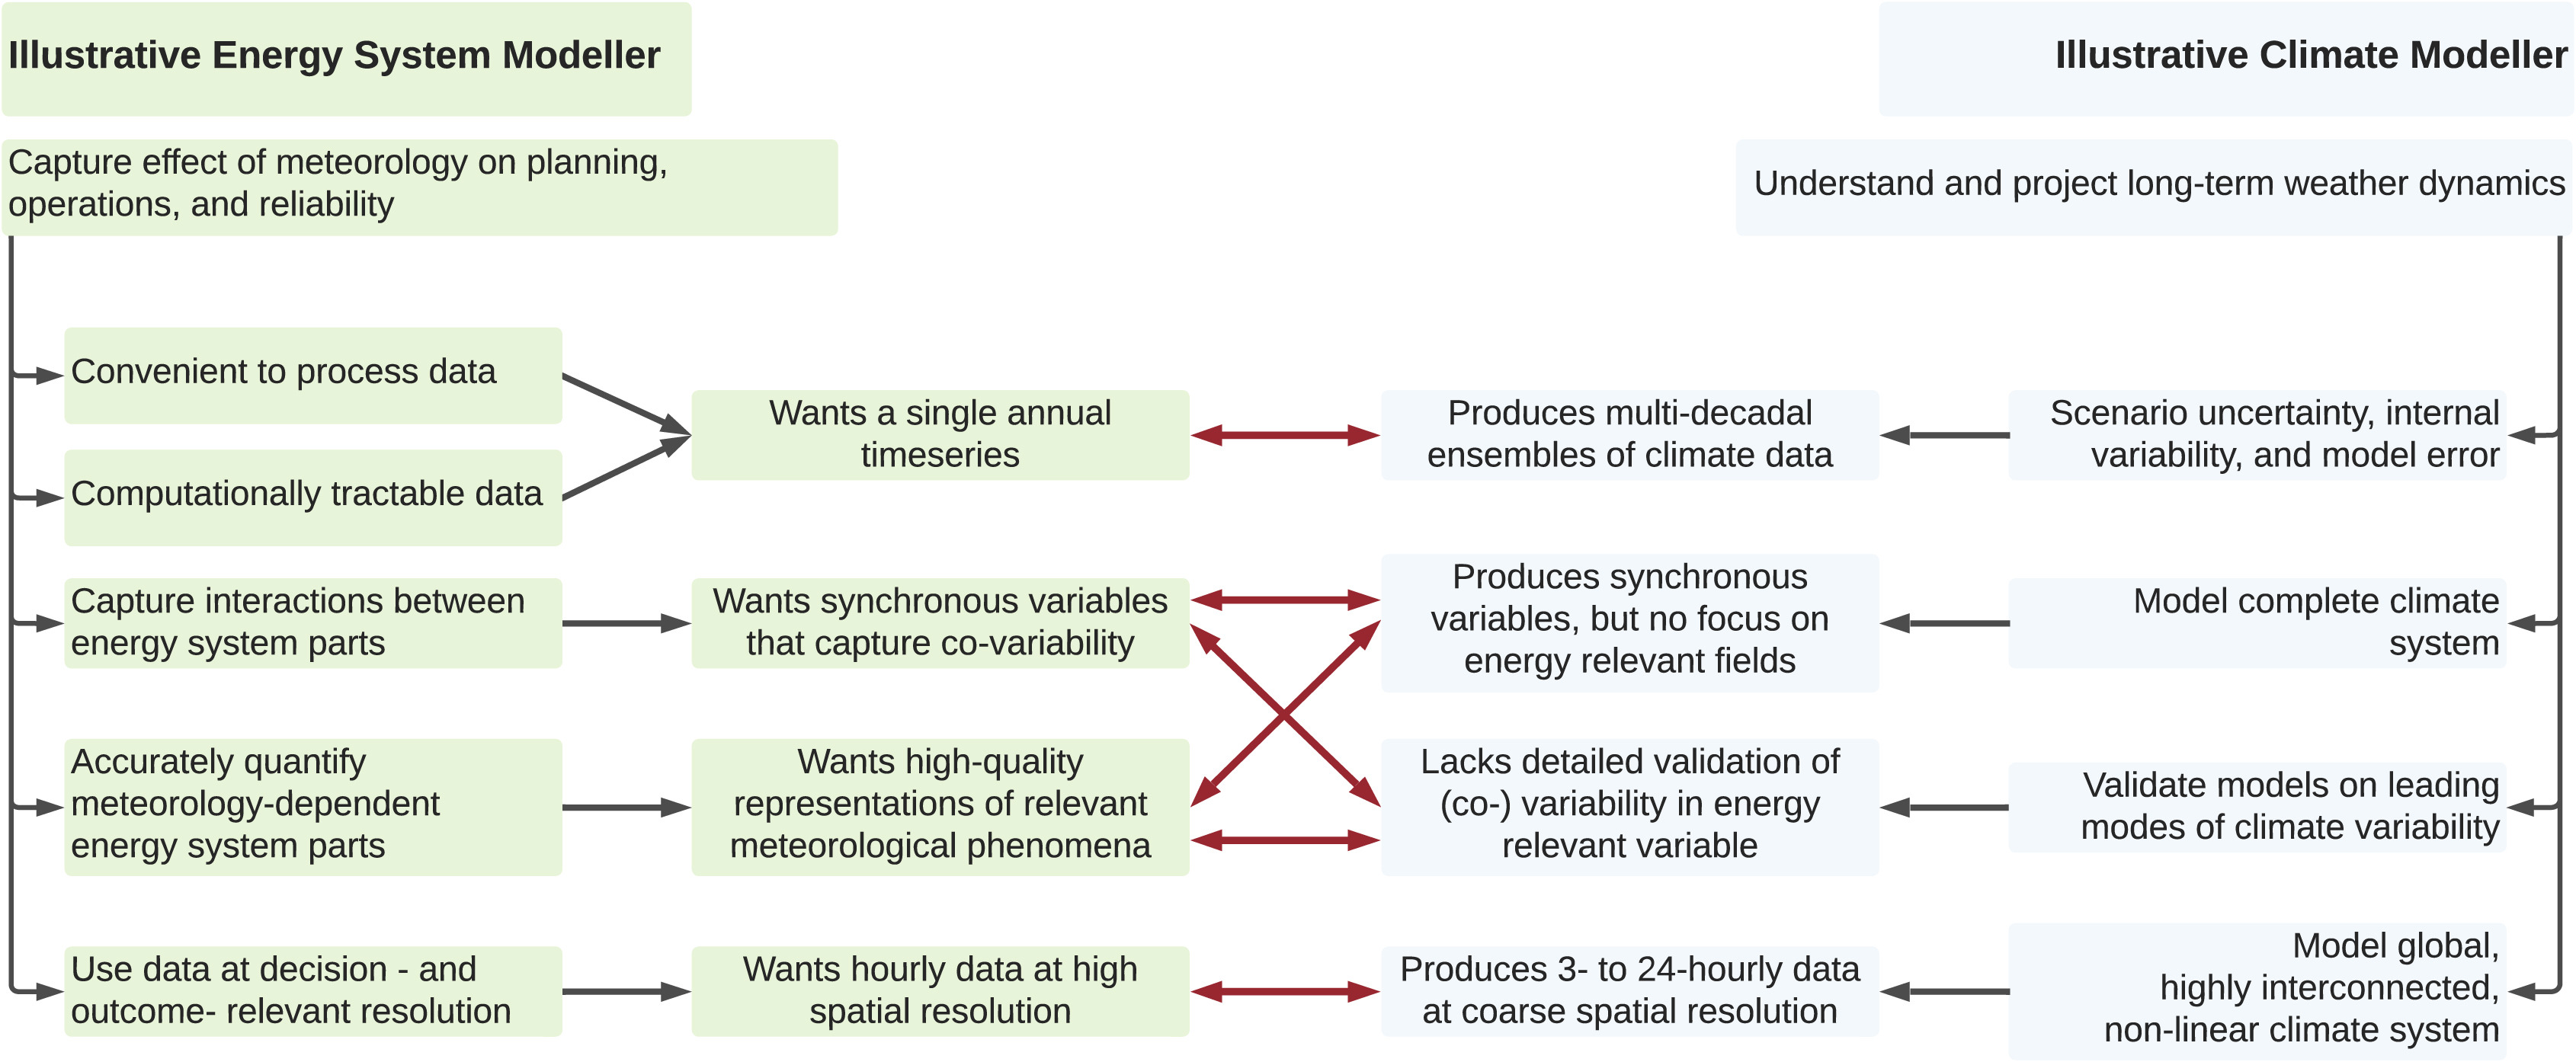 Illustrative Energy System Modeller
Illustrative Climate Modeller
Capture effect of meteorology on planning,
operations, and reliability
Understand and project long-term weather dynamics
Convenient to process data
Computationally tractable data
Wants a single annual
timeseries
Produces multi-decadal
ensembles of climate data
Scenario uncertainty, internal
variability, and model error
Capture interactions between
energy system parts
Wants synchronous variables
that capture co-variability
Produces synchronous
variables, but no focus on
energy relevant fields
Model complete climate
system
Accurately quantify
meteorology-dependent
energy system parts
Wants high-quality
representations of relevant
meteorological phenomena
Lacks detailed validation of
(co-) variability in energy
relevant variable
Validate models on leading
modes of climate variability
Use data at decision - and
outcome- relevant resolution
Wants hourly data at high
spatial resolution
Produces 3- to 24-hourly data
at coarse spatial resolution
Model global,
highly interconnected,
non-linear climate system